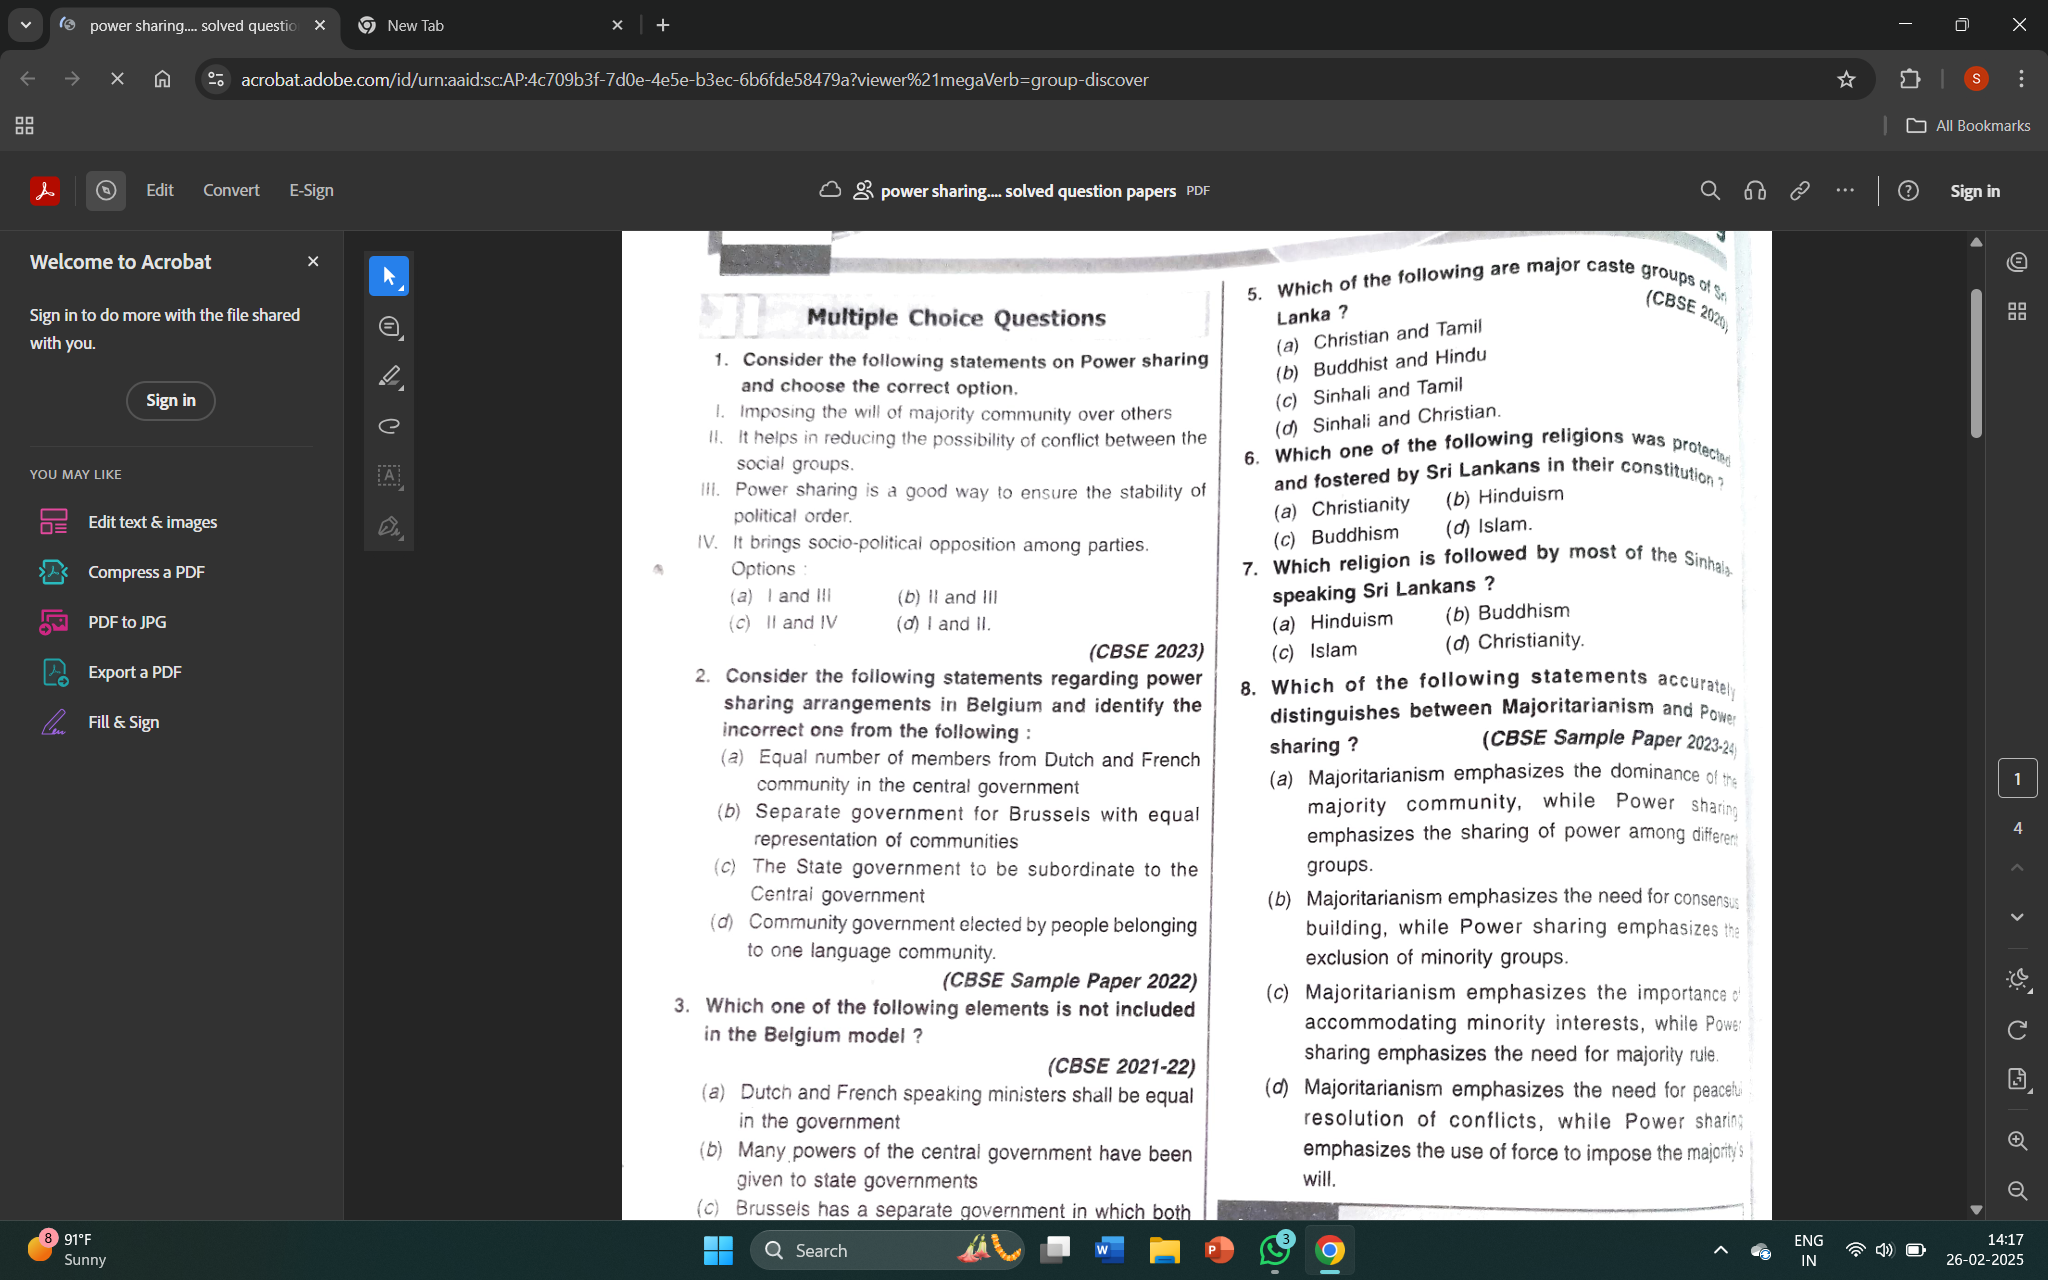 power sharing.... solved questio
New Tab
acrobat.adobe.com/id/urn:aaid:sc:AP:4c709b3f-7d0e-4e5e-b3ec-6b6fde58479a?viewer%21megaVerb=group-discover
S
All Bookmarks
Edit
Convert
E-Sign
power sharing.... solved question papers PDF
Sign in
Welcome to Acrobat
Sign in to do more with the file shared
with you.
Sign in
YOU MAY LIKE
Edit text & images
Compress a PDF
PDF to JPG
Export a PDF
Fill & Sign
Multiple Choice Questions
1. Consider the following statements on Power sharing
and choose the correct option.
I. Imposing the will of majority community over others
II. It helps in reducing the possibility of conflict between the
social groups.
III. Power sharing is a good way to ensure the stability of
political order.
IV. It brings socio-political opposition among parties.
Options :
(a) I and III (b) II and III
(c) II and IV (d) I and II.
(CBSE 2023)
2. Consider the following statements regarding power
sharing arrangements in Belgium and identify the
incorrect one from the following :
(a) Equal number of members from Dutch and French
community in the central government
(b) Separate government for Brussels with equal
representation of communities
(c) The State government to be subordinate to the
Central government
(d) Community government elected by people belonging
to one language community.
(CBSE Sample Paper 2022)
3. Which one of the following elements is not included
in the Belgium model ?
(CBSE 2021-22)
(a) Dutch and French speaking ministers shall be equal
in the government
(b) Many powers of the central government have been
given to state governments
(c) Brussels has a separate government in which both
5. Which of the following are major caste groups of Sri
Lanka ? (CBSE 2020)
(a) Christian and Tamil
(b) Buddhist and Hindu
(c) Sinhali and Tamil
(d) Sinhali and Christian.
6. Which one of the following religions was protected
and fostered by Sri Lankans in their constitution ?
(a) Christianity (b) Hinduism
(c) Buddhism (d) Islam.
7. Which religion is followed by most of the Sinhala-
speaking Sri Lankans ?
(a) Hinduism (b) Buddhism
(c) Islam (d) Christianity.
8. Which of the following statements accurately
distinguishes between Majoritarianism and Power
sharing ? (CBSE Sample Paper 2023-24)
(a) Majoritarianism emphasizes the dominance of the
majority community, while Power sharing
emphasizes the sharing of power among different
groups.
(b) Majoritarianism emphasizes the need for consensus
building, while Power sharing emphasizes the
exclusion of minority groups.
(c) Majoritarianism emphasizes the importance of
accommodating minority interests, while Power
sharing emphasizes the need for majority rule.
(d) Majoritarianism emphasizes the need for peaceful
resolution of conflicts, while Power sharing
emphasizes the use of force to impose the majority's
will.
1
4
8
91°F
Sunny
Search
3
ENG
IN
14:17
26-02-2025